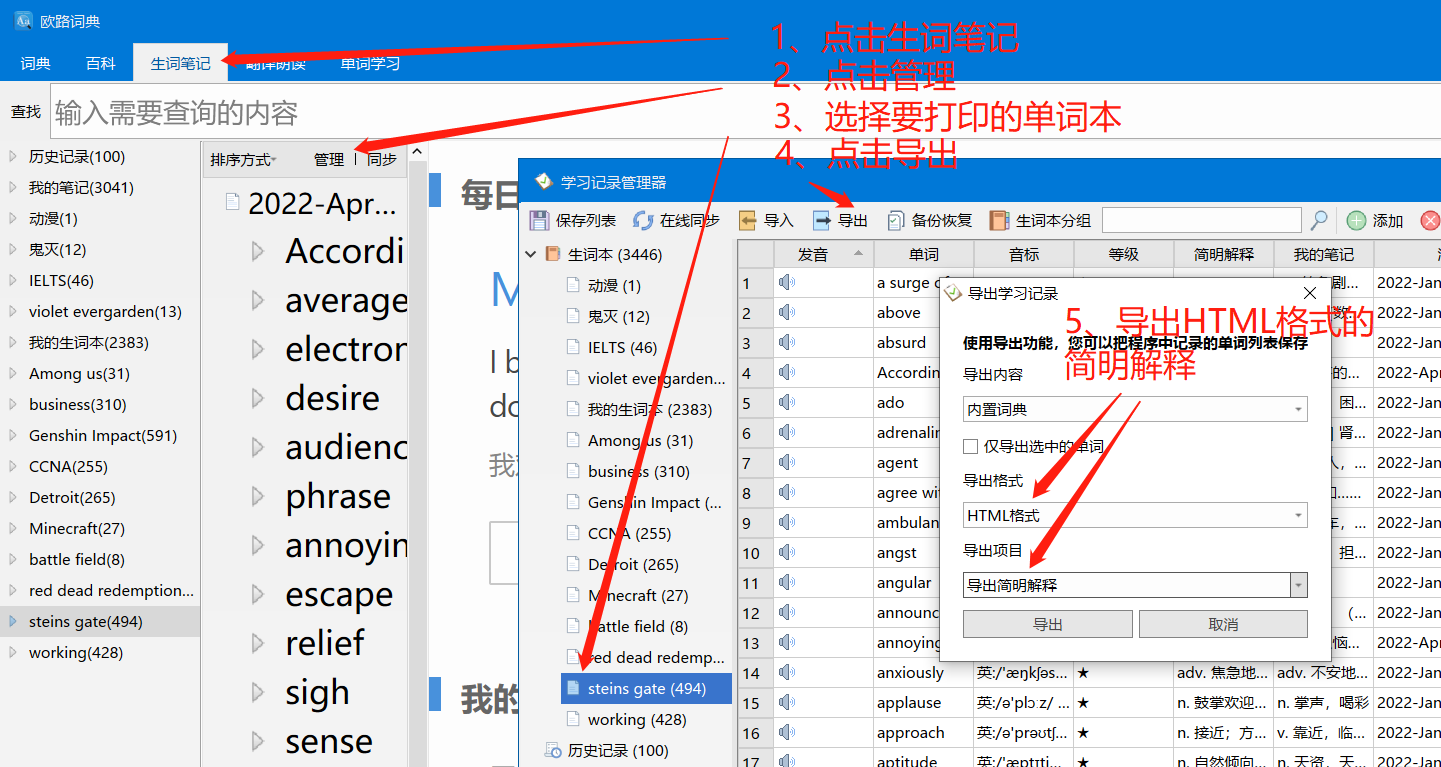 欧路词典
词典 百科 生词笔记 翻译朗读 单词学习
1、点击生词笔记
2、点击管理
3、选择要打印的单词本
4、点击导出
查找 输入需要查询的内容
历史记录(100)
我的笔记(3041)
动漫(1)
鬼灭(12)
IELTS(46)
violet evergarden(13)
我的生词本(2383)
Among us(31)
business(310)
Genshin Impact(591)
CCNA(255)
Detroit(265)
Minecraft(27)
battle field(8)
red dead redemption...
steins gate(494)
working(428)
排序方式 管理 同步
2022-Apr...
Accordi
average
electron
desire
audienc
phrase
annoyin
escape
relief
sigh
sense
每日
M
I b
do
我
我的
学习记录管理器
保存列表 在线同步 导入 导出 备份恢复 生词本分组 添加
生词本 (3446)
动漫 (1)
鬼灭 (12)
IELTS (46)
violet evergarden...
我的生词本 (2383)
Among us (31)
business (310)
Genshin Impact (...
CCNA (255)
Detroit (265)
Minecraft (27)
battle field (8)
red dead redemp...
steins gate (494)
working (428)
历史记录 (100)
发音 单词 音标 等级 简明解释 我的笔记
1 a surge 剧... 2022-Jan
2 above 数. 2022-Jan
3 absurd 2022-Jan
4 Accordin 的... 2022-Apr
5 ado 困... 2022-Jan
6 adrenalin 肾... 2022-Jan
7 agent 人，... 2022-Jan
8 agree wit 和...... 2022-Jan
9 ambulan 车，... 2022-Jan
10 angst 担... 2022-Jan
11 angular 2022-Jan
12 announc (... 2022-Jan
13 annoying 恼... 2022-Apr
14 anxiously 英:/'æŋkʃəs... ★ adv. 焦急地... adv. 不安地... 2022-Jan
15 applause 英:/ə'plɔːz/ ... ★ n. 鼓掌欢迎... n. 掌声，喝彩 2022-Jan
16 approach 英:/ə'prəʊtʃ... ★ n. 接近；方... v. 靠近，临... 2022-Jan
17 aptitude 英:/'æptɪti... ★ n. 自然倾向... n. 天资，天... 2022-Jan
导出学习记录
5、导出HTML格式的
简明解释
使用导出功能，您可以把程序中记录的单词列表保存
导出内容
内置词典
仅导出选中的单词
导出格式
HTML格式
导出项目
导出简明解释
导出 取消